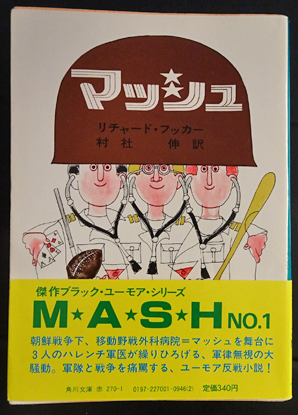 マッシュ
リチャード・フッカー
村社 伸 訳
傑作ブラック・ユーモア・シリーズ
M★A★S★H NO.1
朝鮮戦争下、移動野戦外科病院=マッシュを舞台に
3人のハレンチ軍医が繰りひろげる、軍律無視の大
騒動。軍隊と戦争を痛罵する、ユーモア反戦小説!
角川文庫 赤 279-1 0197-227001-0946(2) 定価340円